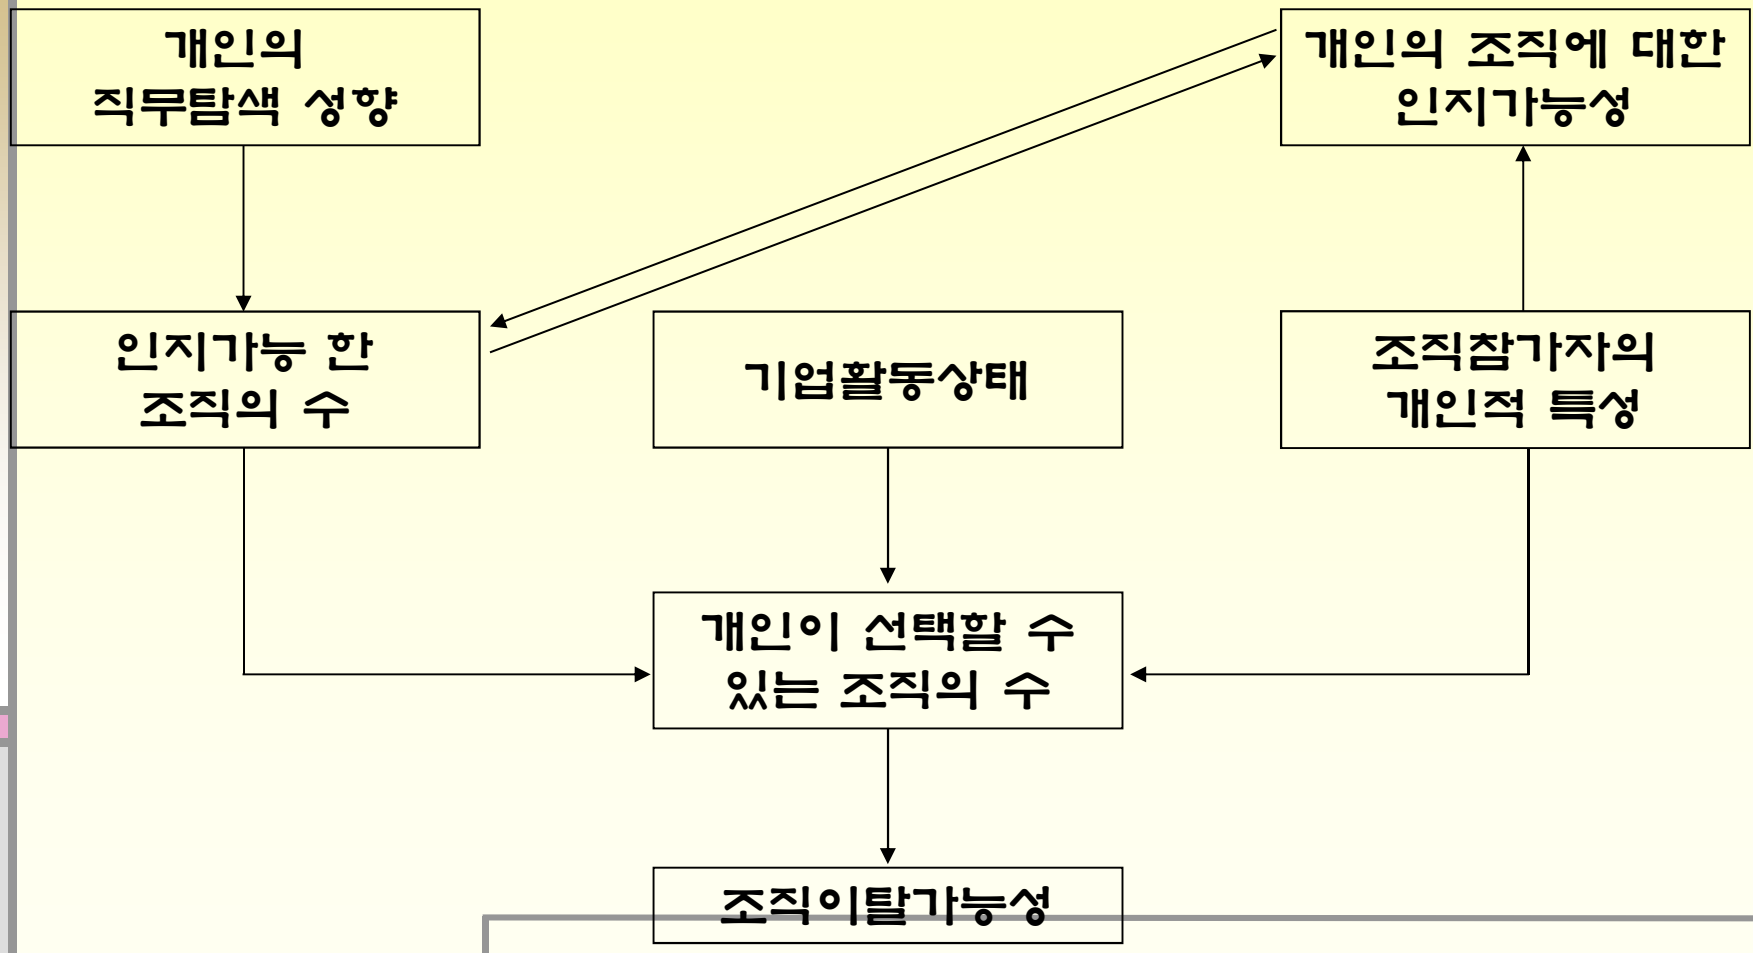 개인의
직무탐색 성향
개인의 조직에 대한
인지가능성
인지가능 한
조직의 수
기업활동상태
조직참가자의
개인적 특성
개인이 선택할 수
있는 조직의 수
조직이탈가능성